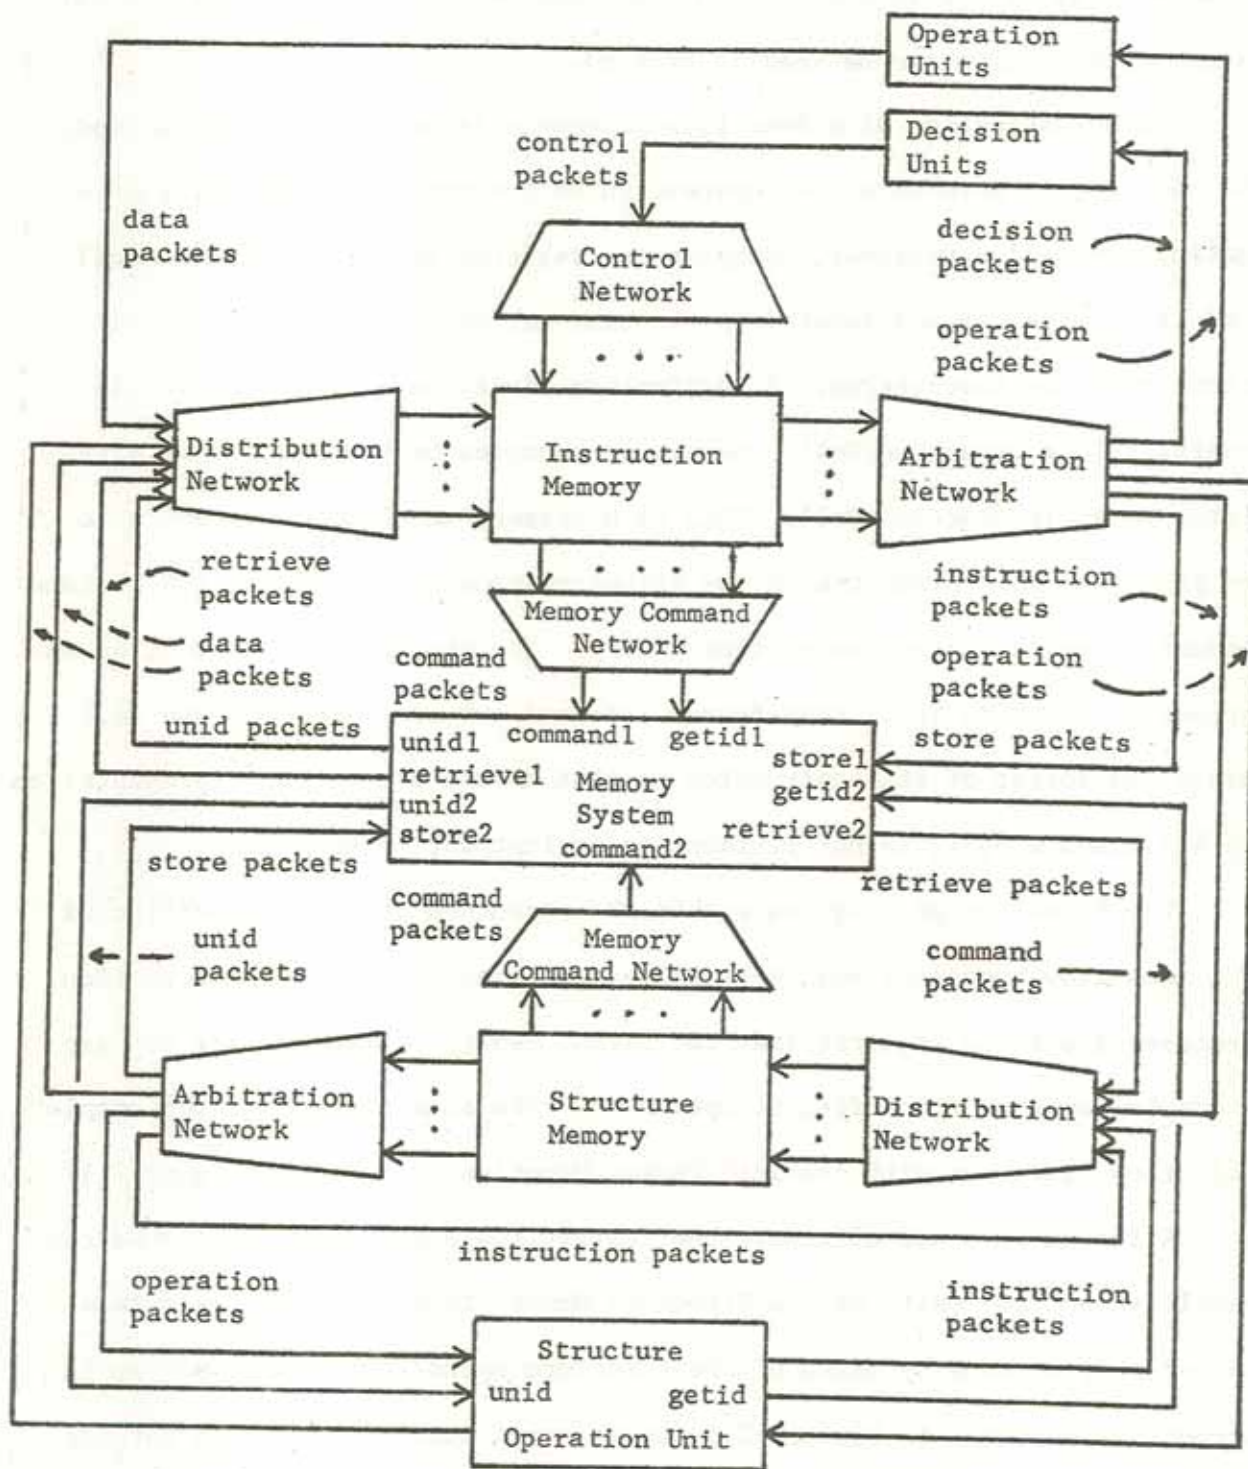 Operation
Units
Decision
Units
control
packets
data
packets
decision
packets
Control
Network
operation
packets
Distribution
Network
Instruction
Memory
Arbitration
Network
retrieve
packets
instruction
packets
Memory Command
Network
data
packets
command
packets
operation
packets
unid packets
store packets
unid1
command1
getid1
store1
retrieve1
Memory
System
getid2
unid2
store2
retrieve2
command2
store packets
retrieve packets
command
packets
unid
packets
Memory
Command Network
command
packets
Arbitration
Network
Structure
Memory
Distribution
Network
instruction packets
operation
packets
instruction
packets
Structure
unid
getid
Operation Unit